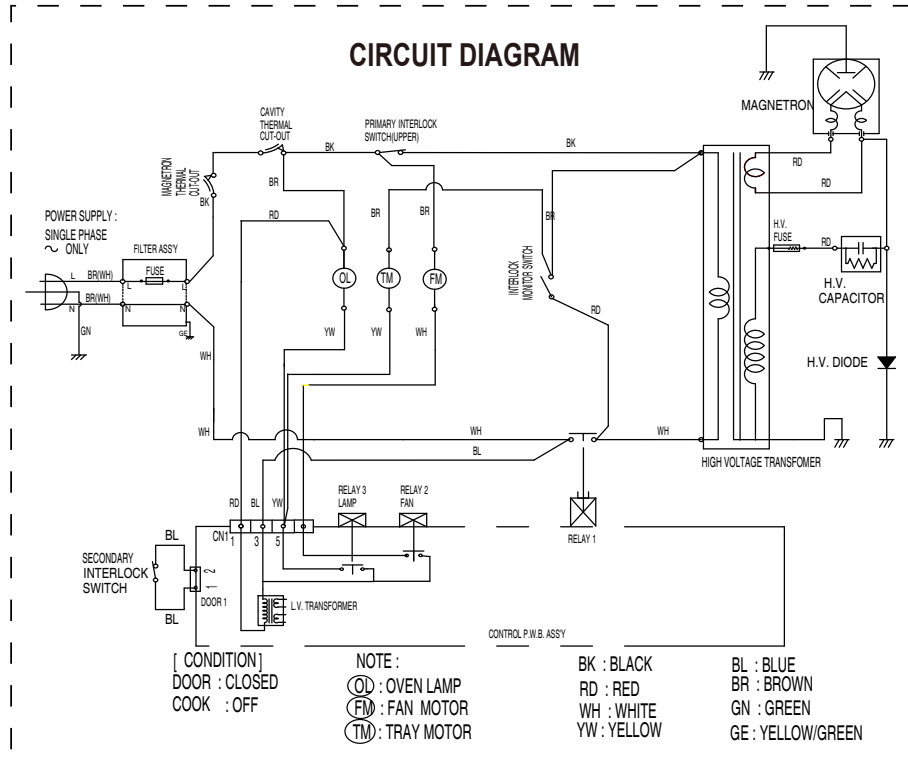 CIRCUIT DIAGRAM
MAGNETRON
CAVITY
THERMAL
CUT-OUT
PRIMARY INTERLOCK
SWITCH(UPPER)
BK
BK
MAGNETRON
THERMAL
CUT-OUT
BK
BR
RD
BR
BR
BR
RD
RD
POWER SUPPLY :
SINGLE PHASE
~ ONLY
FILTER ASS'Y
FUSE
L
BR(WH)
L
L
N
BR(WH)
N
N
GN
GE
WH
OL
TM
FM
INTERLOCK
MONITOR SWITCH
H.V.
FUSE
RD
H.V.
CAPACITOR
RD
YW
YW
WH
H.V. DIODE
WH
WH
WH
BL
HIGH VOLTAGE TRANSFOMER
RD
BL
YW
RELAY 3
LAMP
RELAY 2
FAN
CN1
1
3
5
RELAY 1
BL
SECONDARY
INTERLOCK
SWITCH
2
1
DOOR 1
BL
L.V. TRANSFORMER
CONTROL P.W.B. ASS'Y
[ CONDITION ]
DOOR : CLOSED
COOK : OFF
NOTE :
OL : OVEN LAMP
FM : FAN MOTOR
TM : TRAY MOTOR
BK : BLACK
RD : RED
WH : WHITE
YW : YELLOW
BL : BLUE
BR : BROWN
GN : GREEN
GE : YELLOW/GREEN